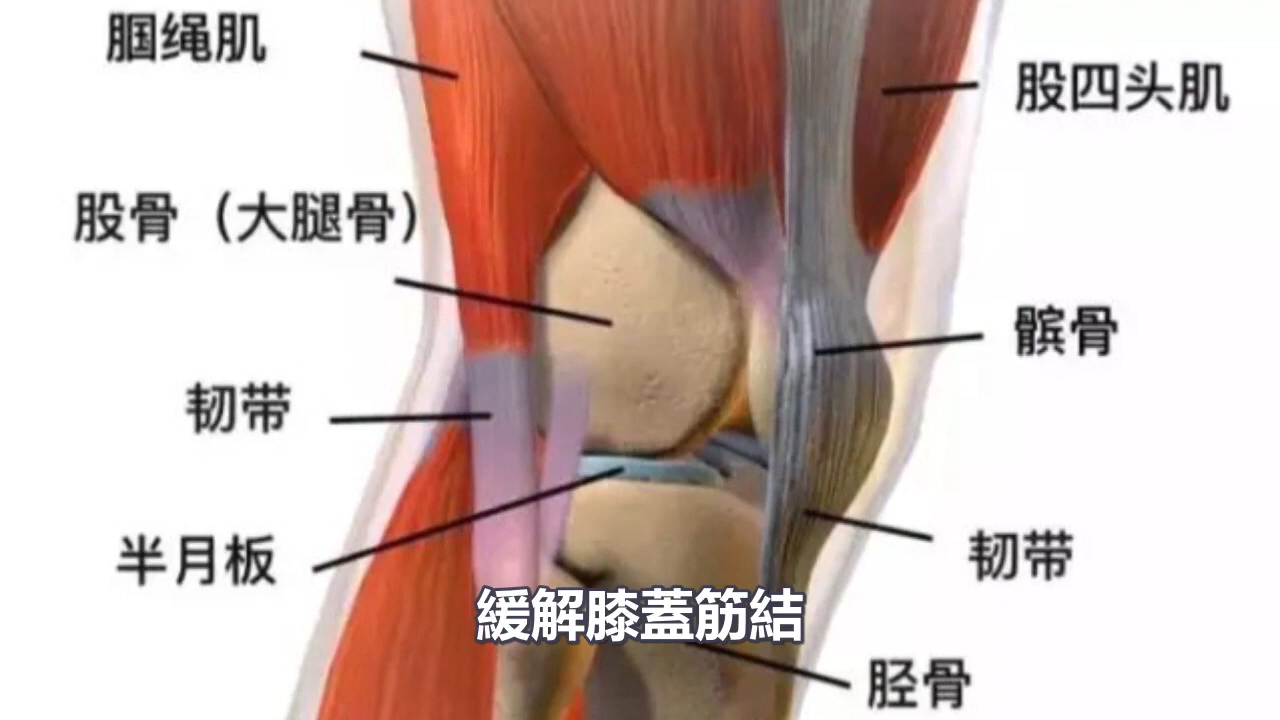 腘绳肌
股四头肌
股骨（大腿骨）
髌骨
韧带
韧带
半月板
緩解膝蓋筋結
胫骨